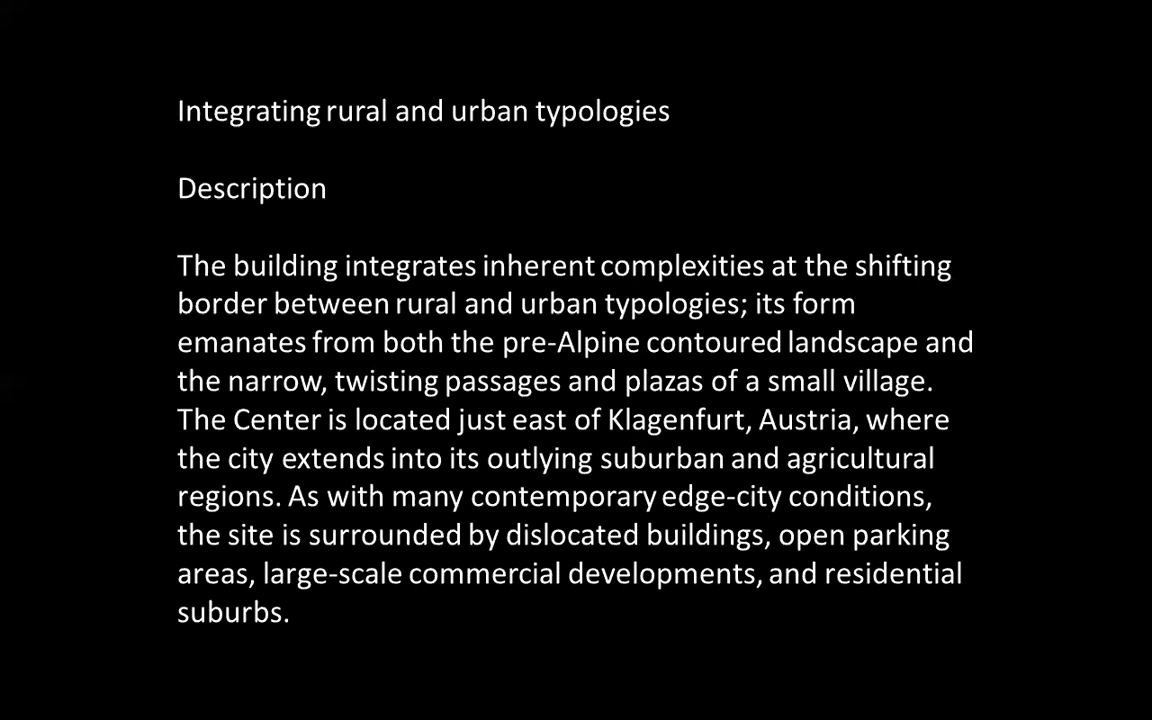 Integrating rural and urban typologies
Description
The building integrates inherent complexities at the shifting
border between rural and urban typologies; its form
emanates from both the pre-Alpine contoured landscape and
the narrow, twisting passages and plazas of a small village.
The Center is located just east of Klagenfurt, Austria, where
the city extends into its outlying suburban and agricultural
regions. As with many contemporary edge-city conditions,
the site is surrounded by dislocated buildings, open parking
areas, large-scale commercial developments, and residential
suburbs.